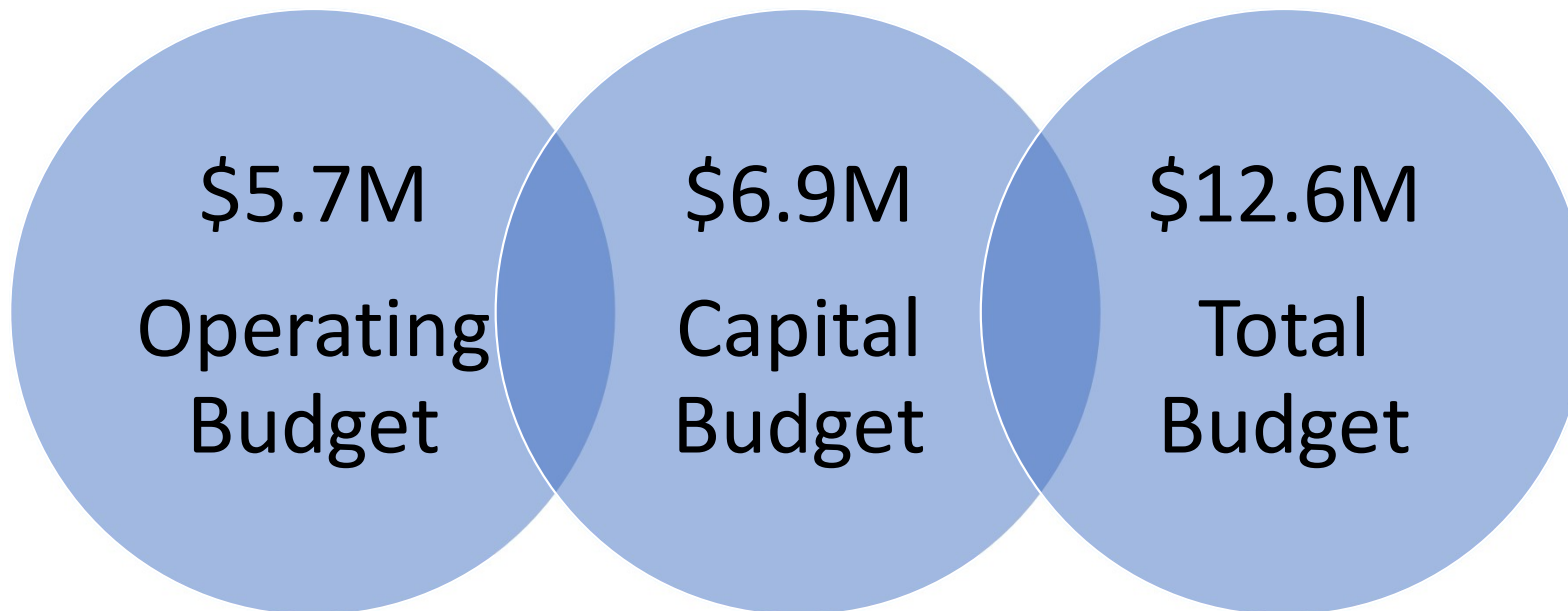 $5.7M
Operating
Budget
$6.9M
Capital
Budget
$12.6M
Total
Budget